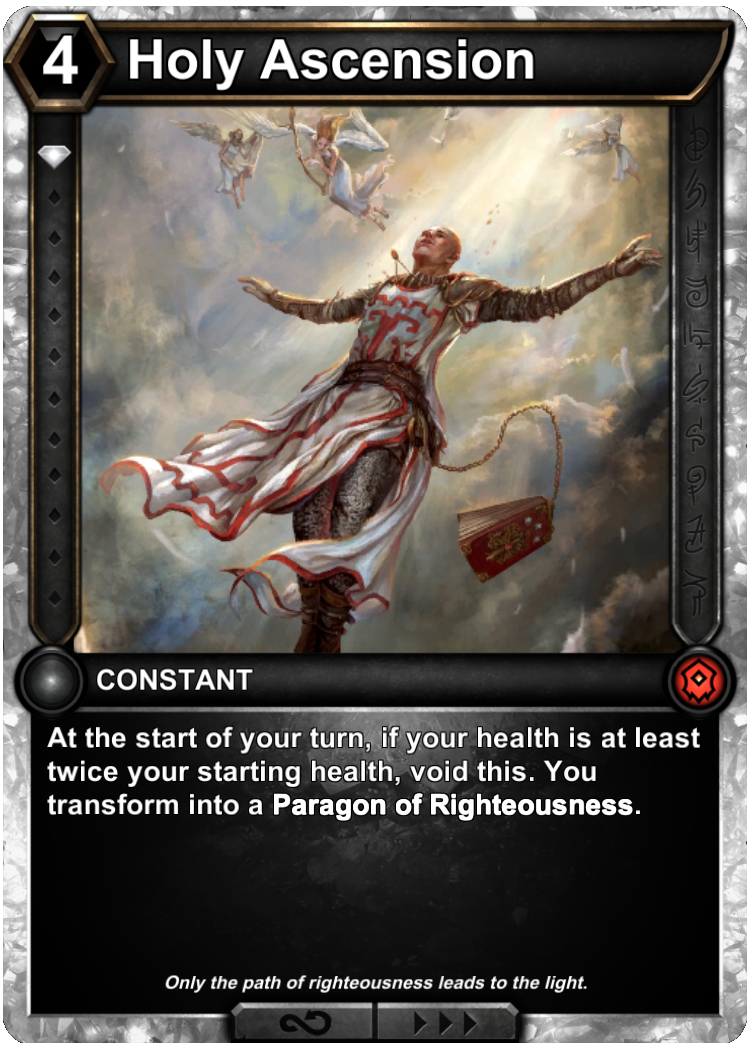 4 Holy Ascension
CONSTANT
At the start of your turn, if your health is at least
twice your starting health, void this. You
transform into a Paragon of Righteousness.
Only the path of righteousness leads to the light.